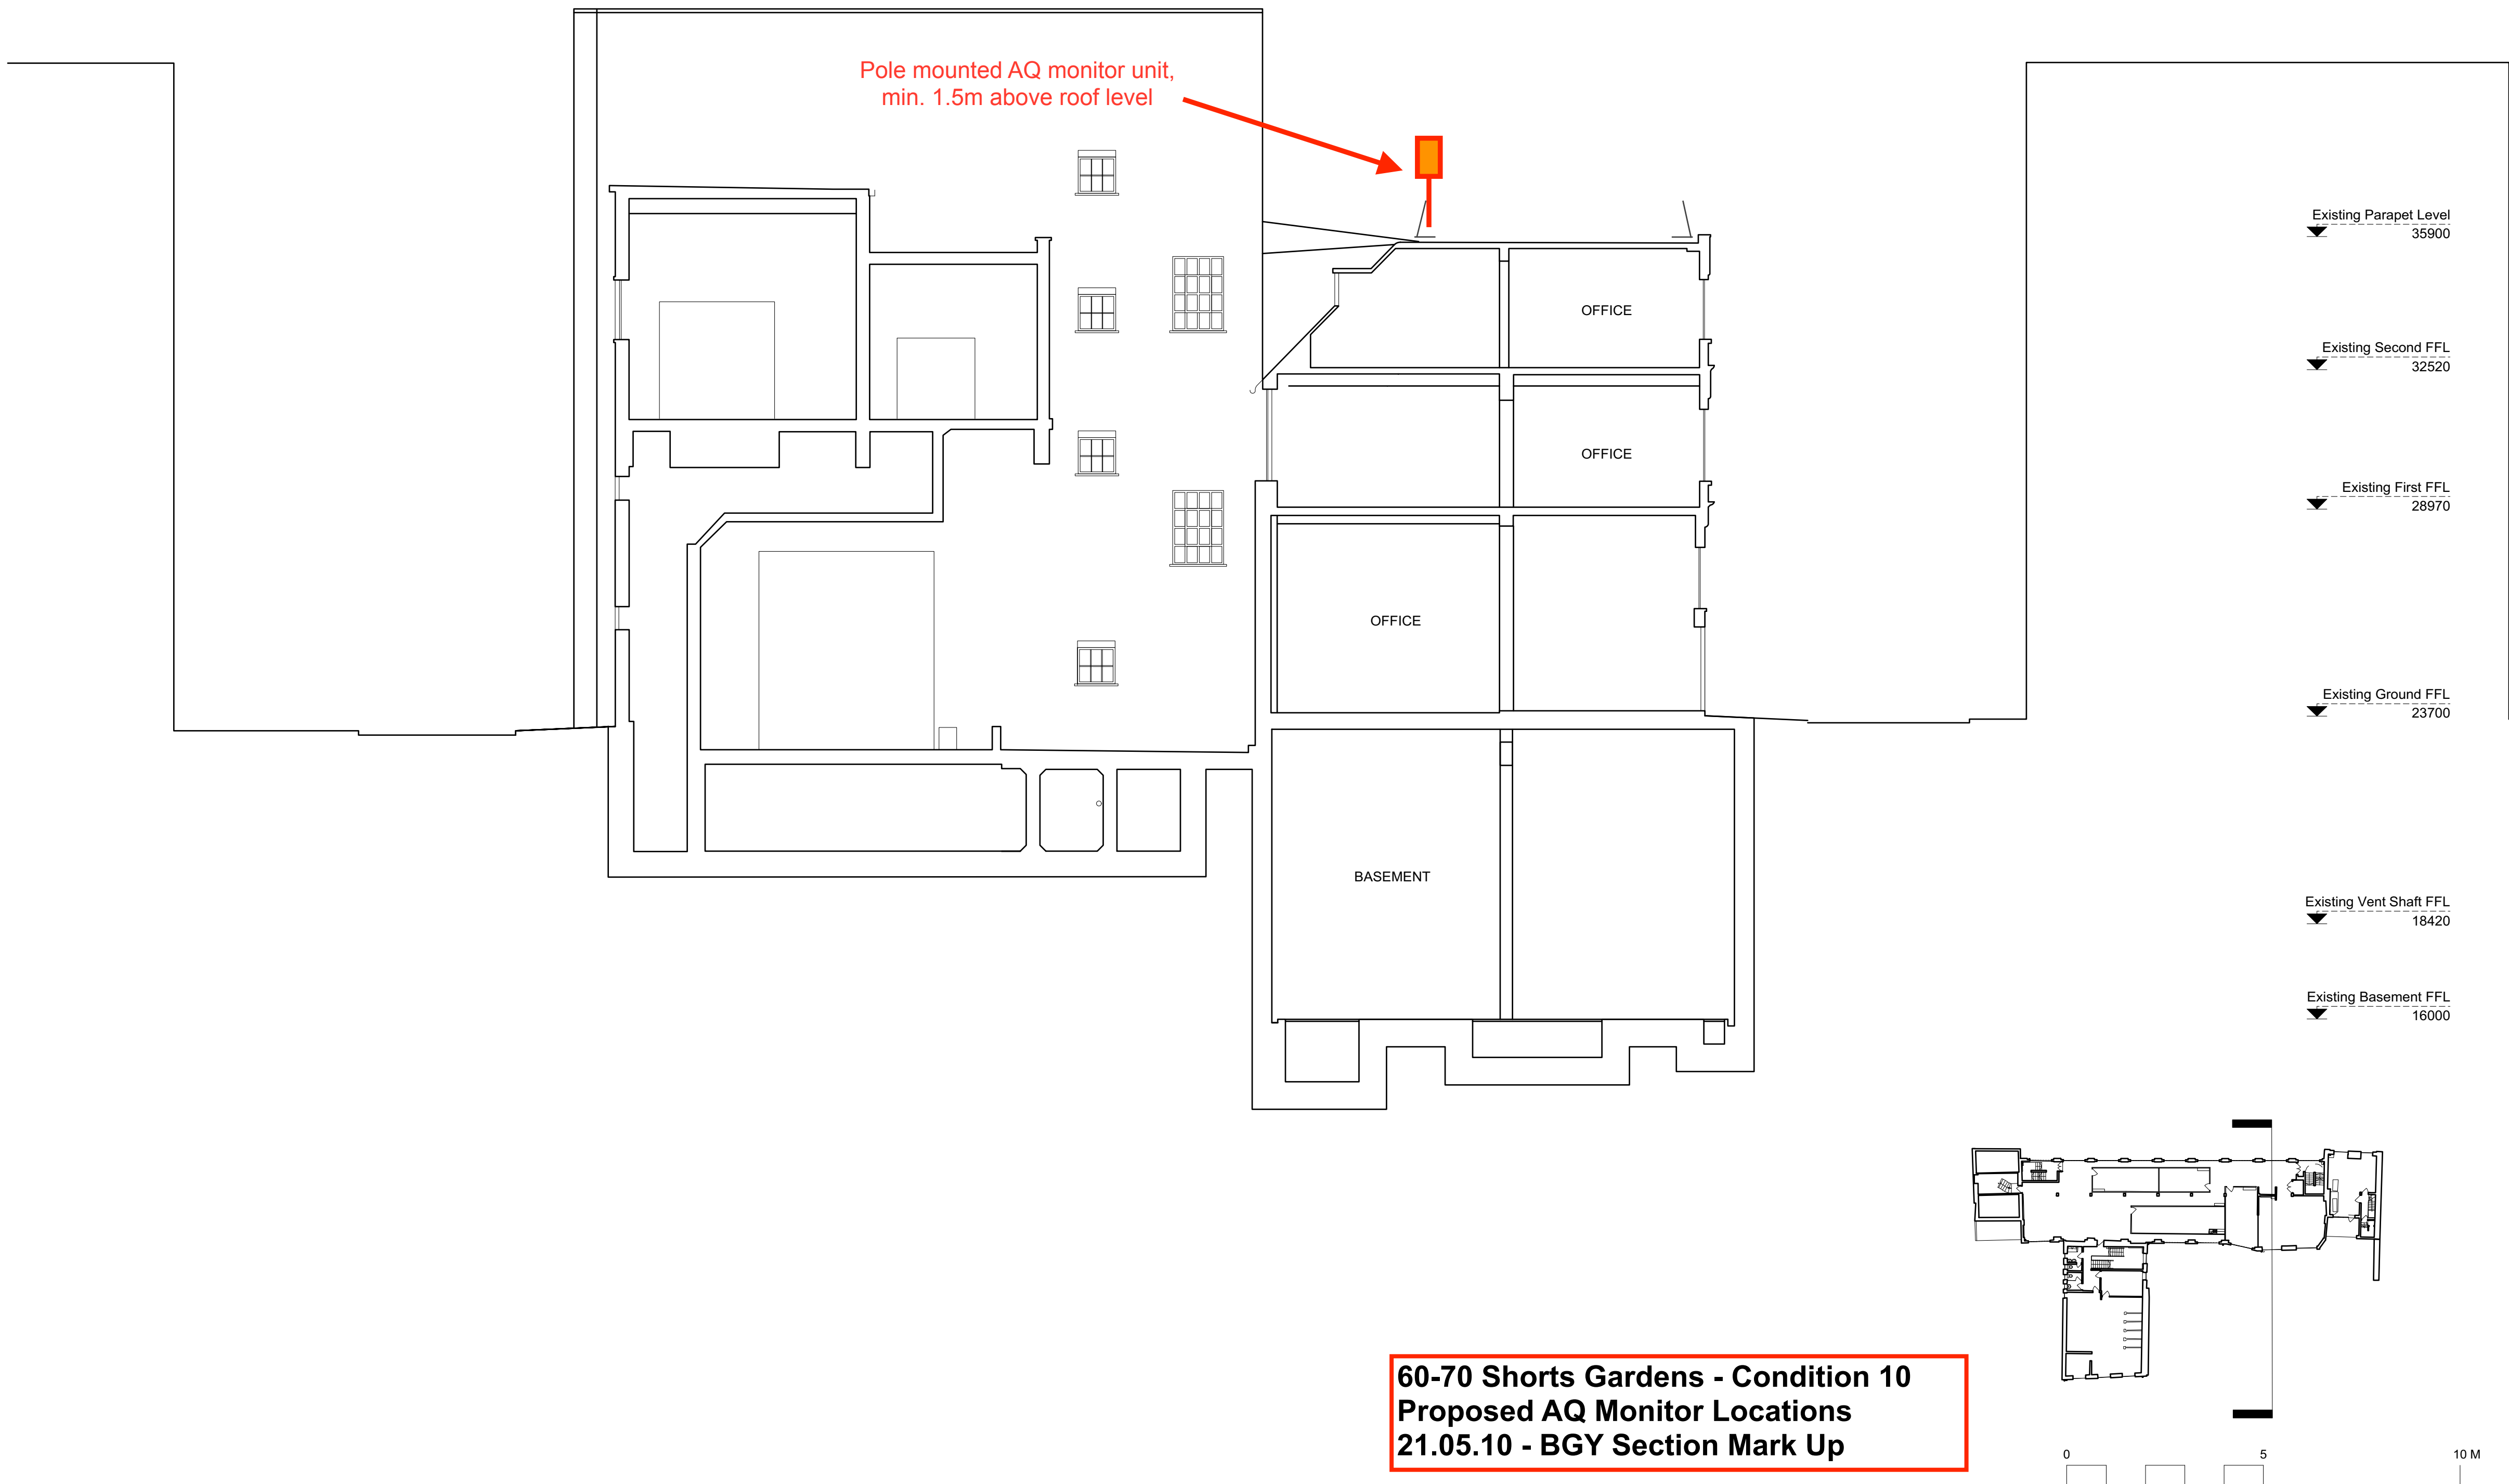 Pole mounted AQ monitor unit,
min. 1.5m above roof level
Existing Parapet Level
35900
OFFICE
Existing Second FFL
32520
OFFICE
Existing First FFL
28970
OFFICE
Existing Ground FFL
23700
BASEMENT
Existing Vent Shaft FFL
18420
Existing Basement FFL
16000
60-70 Shorts Gardens - Condition 10
Proposed AQ Monitor Locations
21.05.10 - BGY Section Mark Up
0 5 10 M